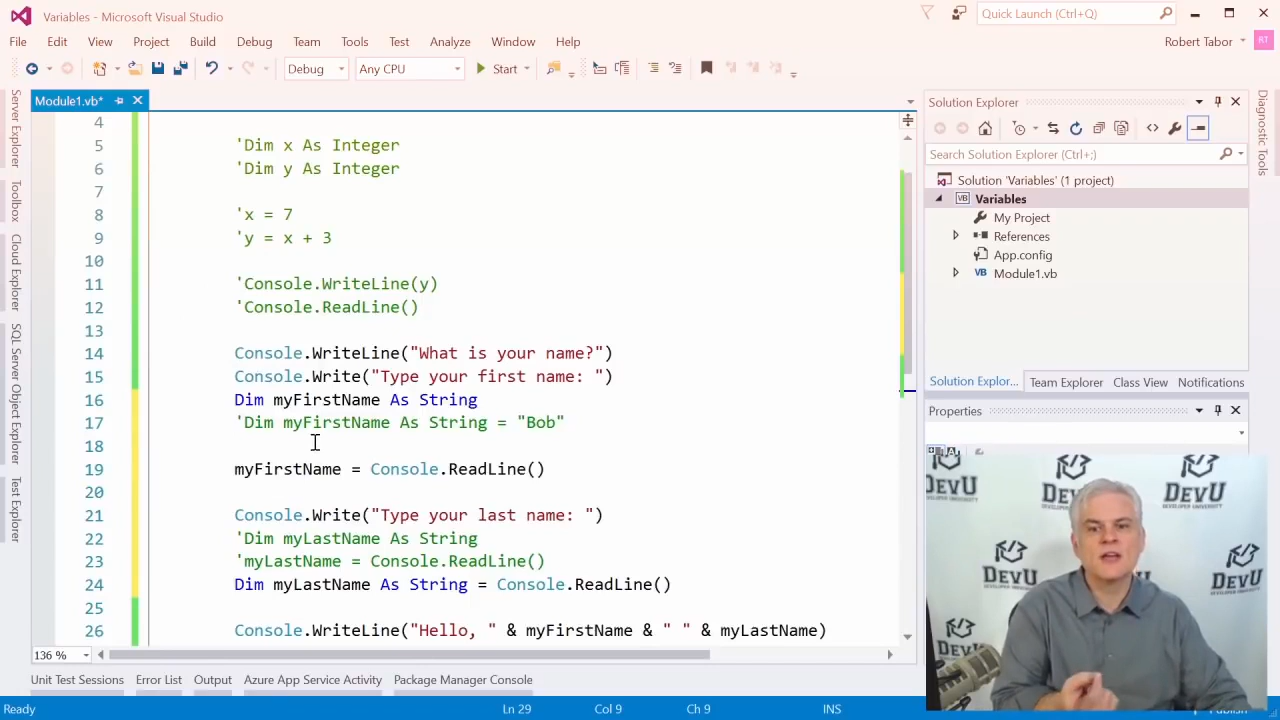 Variables - Microsoft Visual Studio
Quick Launch (Ctrl+Q)
File Edit View Project Build Debug Team Tools Test Analyze Window Help
Robert Tabor RT
Debug Any CPU Start
Server Explorer
Toolbox
Cloud Explorer
SQL Server Object Explorer
Test Explorer
Module1.vb*
4
5 'Dim x As Integer
6 'Dim y As Integer
7
8 'x = 7
9 'y = x + 3
10
11 'Console.WriteLine(y)
12 'Console.ReadLine()
13
14 Console.WriteLine("What is your name?")
15 Console.Write("Type your first name: ")
16 Dim myFirstName As String
17 'Dim myFirstName As String = "Bob"
18
19 myFirstName = Console.ReadLine()
20
21 Console.Write("Type your last name: ")
22 'Dim myLastName As String
23 'myLastName = Console.ReadLine()
24 Dim myLastName As String = Console.ReadLine()
25
26 Console.WriteLine("Hello, " & myFirstName & " " & myLastName)
136 %
Solution Explorer
Search Solution Explorer (Ctrl+;)
Solution 'Variables' (1 project)
VB Variables
My Project
References
App.config
VB Module1.vb
Solution Explor... Team Explorer Class View Notifications
Properties
Diagnostic Tools
DEVU
DEVELOPER UNIVERSITY
DEVU
DEVELOPER UNIVERSITY
DEVU
DEVU
DEVU
Unit Test Sessions Error List Output Azure App Service Activity Package Manager Console
Ready Ln 29 Col 9 Ch 9 INS Publish